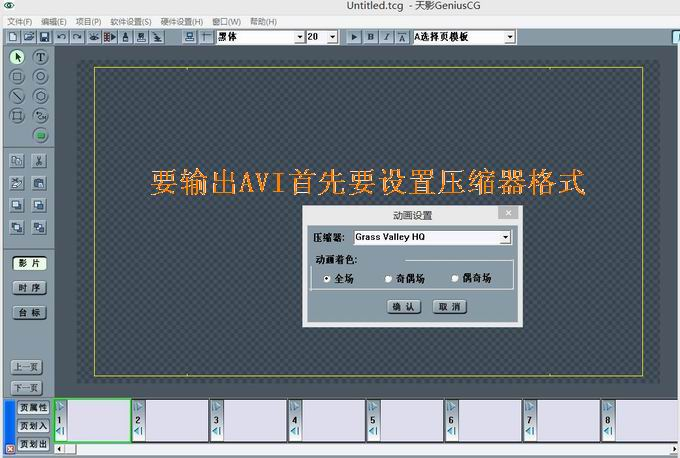 Untitled.tcg - 天影GeniusCG
文件(F) 编辑(E) 项目(P) 软件设置(S) 硬件设置(H) 窗口(W) 帮助(H)
黑体 20 B I A A选择页模板
T
要输出AVI首先要设置压缩器格式
动画设置
压缩器: Grass Valley HQ
动画着色:
全场 奇偶场 偶奇场
确认 取消
影片
时序
台标
上一页
下一页
页属性
页划入
页划出
1 2 3 4 5 6 7 8